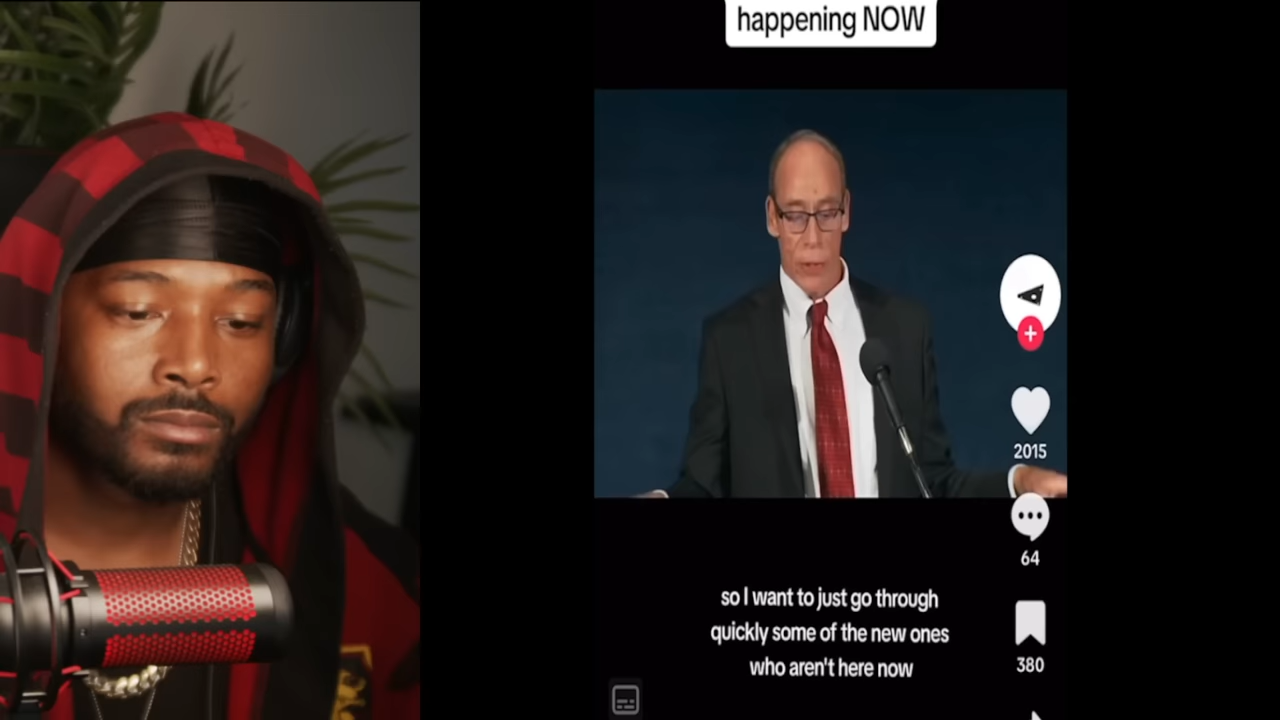 happening NOW
2015
64
so I want to just go through
quickly some of the new ones
who aren't here now
380